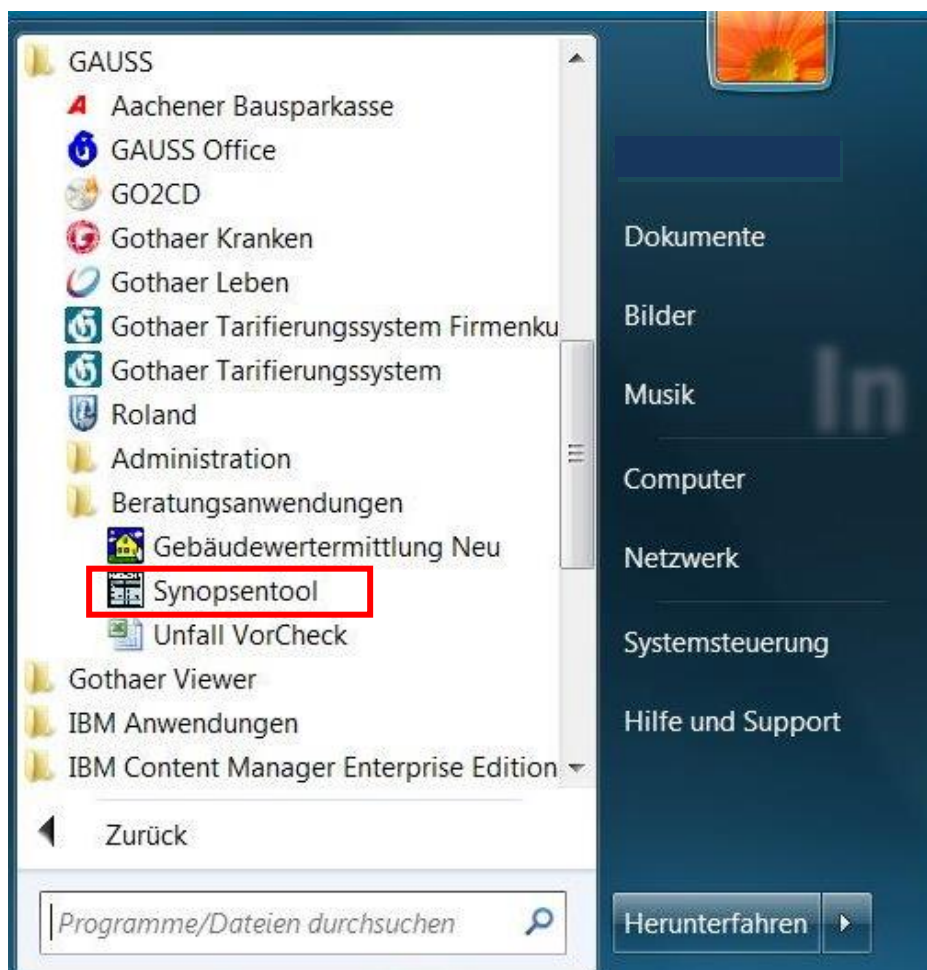 GAUSS
Aachener Bausparkasse
GAUSS Office
GO2CD
Gothaer Kranken
Gothaer Leben
Gothaer Tarifierungssystem Firmenku
Gothaer Tarifierungssystem
Roland
Administration
Beratungsanwendungen
Gebäudewertermittlung Neu
Synopsentool
Unfall VorCheck
Gothaer Viewer
IBM Anwendungen
IBM Content Manager Enterprise Edition
Zurück
Programme/Dateien durchsuchen
Dokumente
Bilder
Musik
In
Computer
Netzwerk
Systemsteuerung
Hilfe und Support
Herunterfahren